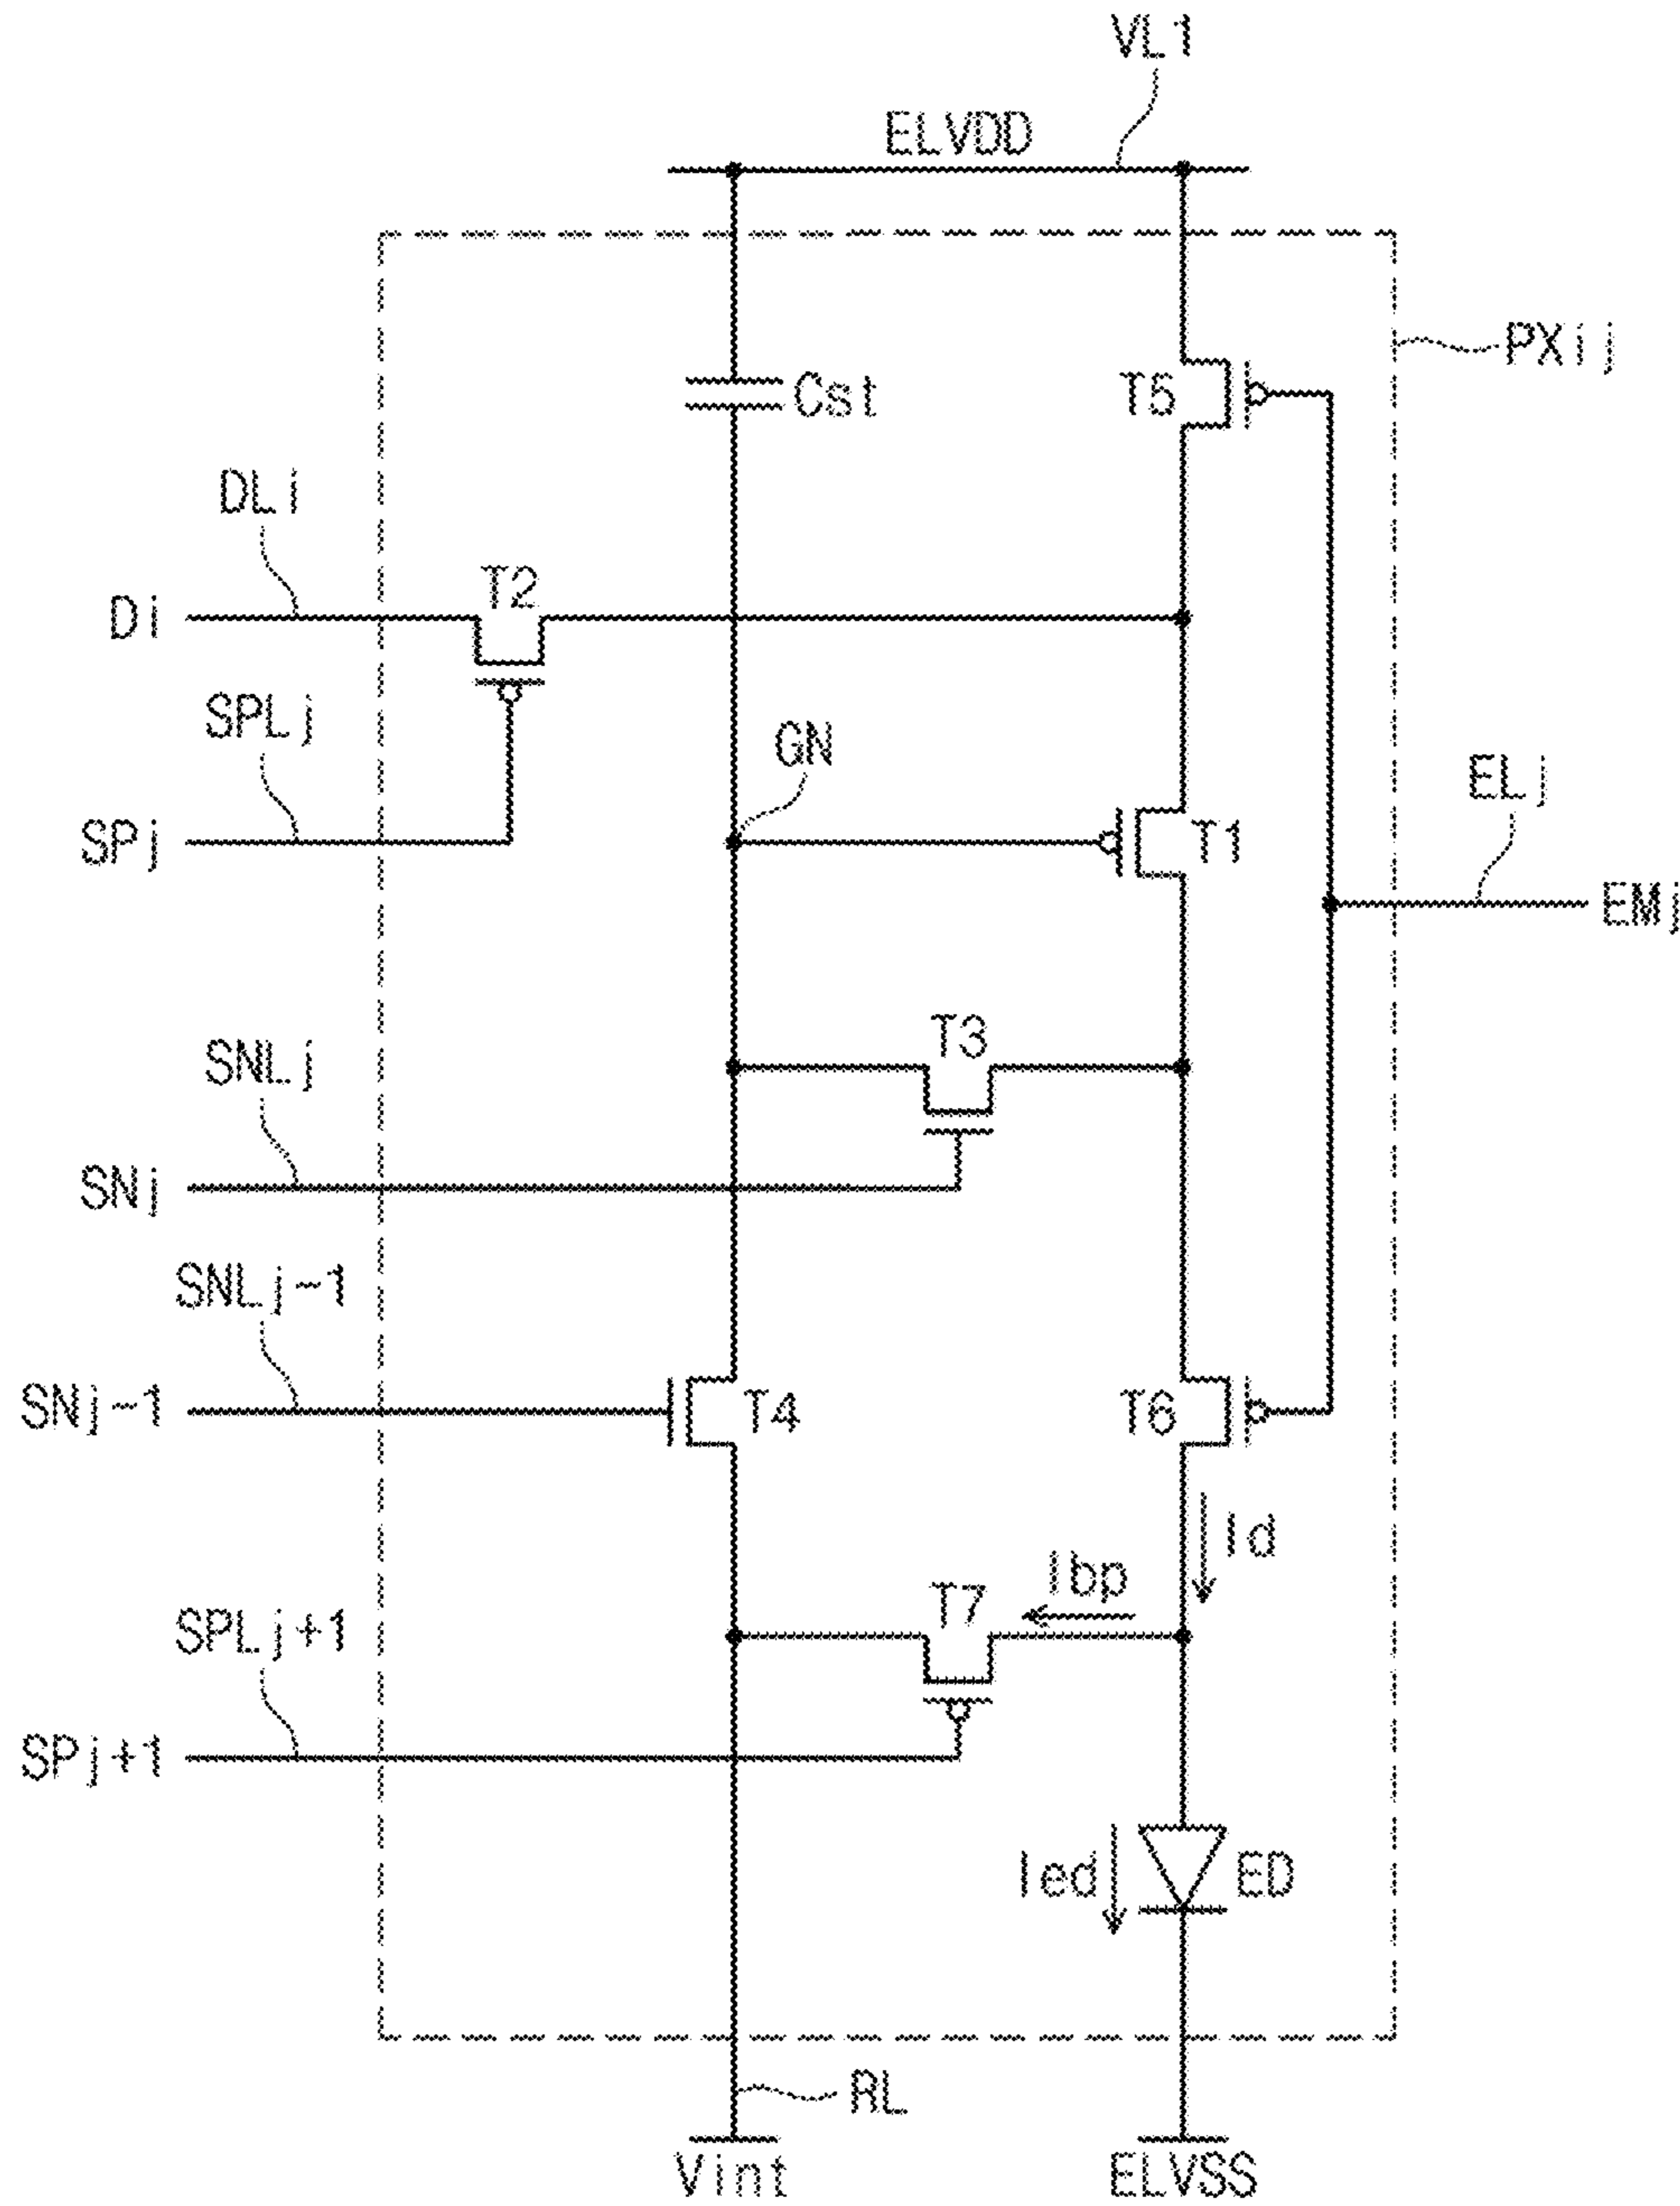 VL1
ELVDD
PXij
T5
Cst
DLi
T2
Di
SPLj
GN
ELj
SPj
T1
EMj
T3
SNLj
SNj
SNLj-1
SNj-1
T4
T6
Id
Ibp
T7
SPLj+1
SPj+1
Ied
ED
RL
Vint
ELVSS